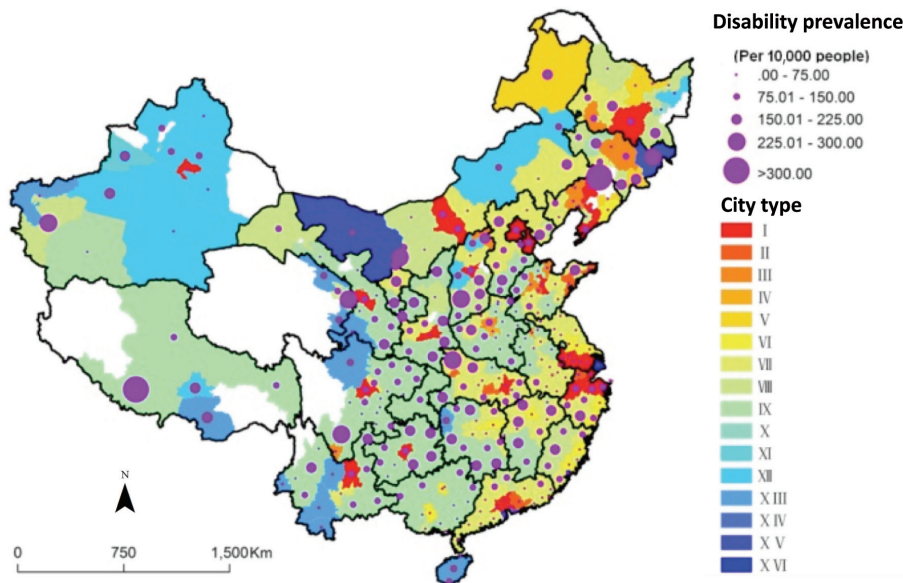 Disability prevalence
(Per 10,000 people)
.00 - 75.00
75.01 - 150.00
150.01 - 225.00
225.01 - 300.00
>300.00
City type
I
II
III
IV
V
VI
VII
VIII
IX
X
XI
XII
X III
X IV
X V
X VI
N
0 750 1,500 Km